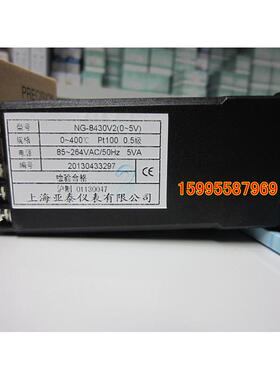 PRECISION
型号 NG-8430V2(0~5V)
规格 0~400℃ Pt100 0.5级
电源 85~264VAC/50Hz 5VA
编号 20130433297
检验合格
CE
沪制 01130047
上海亚泰仪表有限公司
15995587969